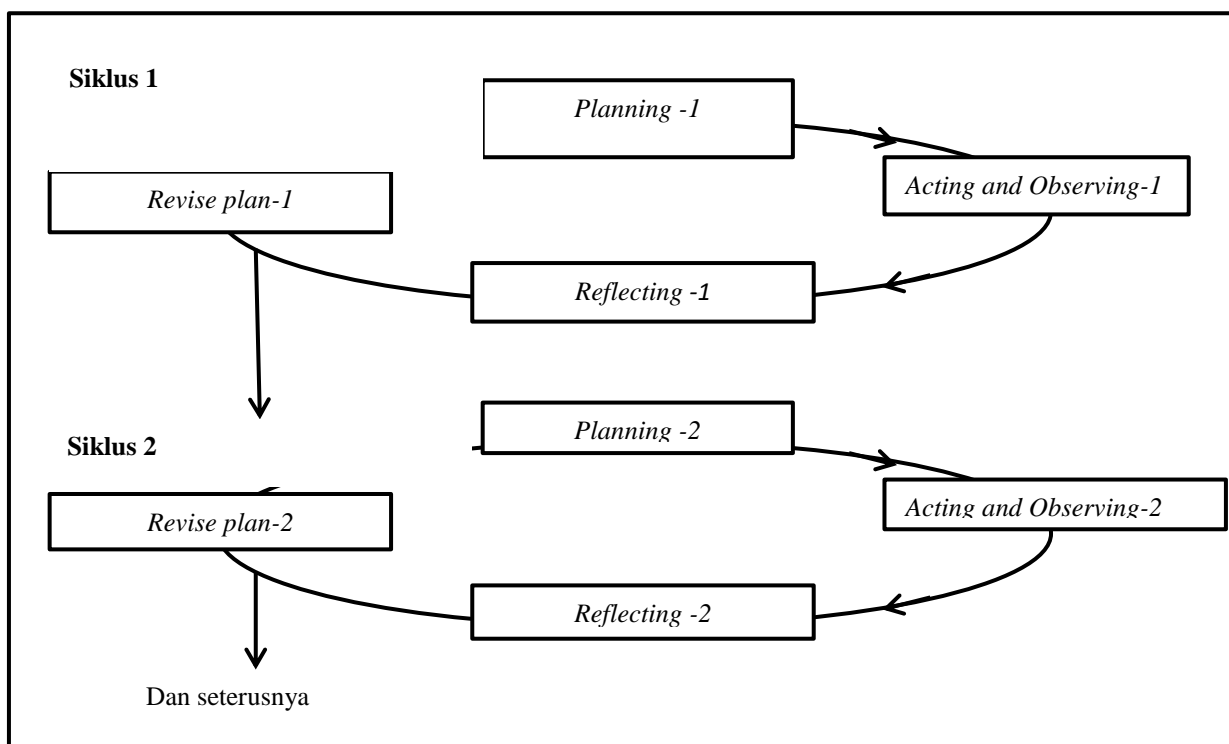 Siklus 1
Planning -1
Acting and Observing-1
Revise plan-1
Reflecting -1
Planning -2
Siklus 2
Acting and Observing-2
Revise plan-2
Reflecting -2
Dan seterusnya